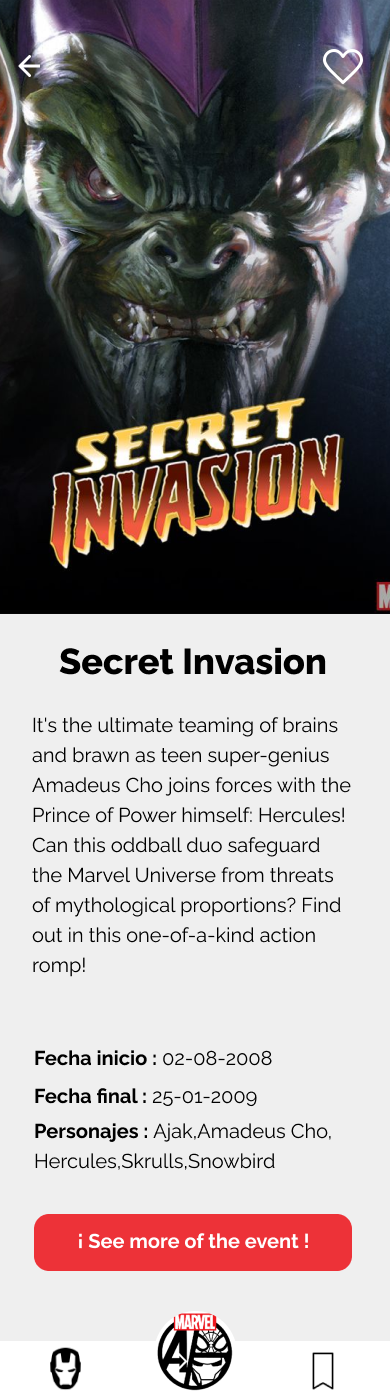 SECRET
INVASION
Secret Invasion
It's the ultimate teaming of brains
and brawn as teen super-genius
Amadeus Cho joins forces with the
Prince of Power himself: Hercules!
Can this oddball duo safeguard
the Marvel Universe from threats
of mythological proportions? Find
out in this one-of-a-kind action
romp!
Fecha inicio : 02-08-2008
Fecha final : 25-01-2009
Personajes : Ajak,Amadeus Cho,
Hercules,Skrulls,Snowbird
¡ See more of the event !
MARVEL